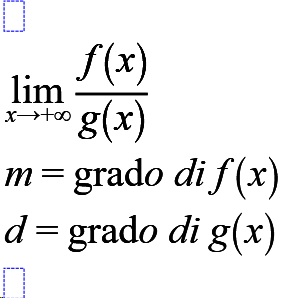 lim x→+∞ f(x)/g(x)
m = grado di f(x)
d = grado di g(x)